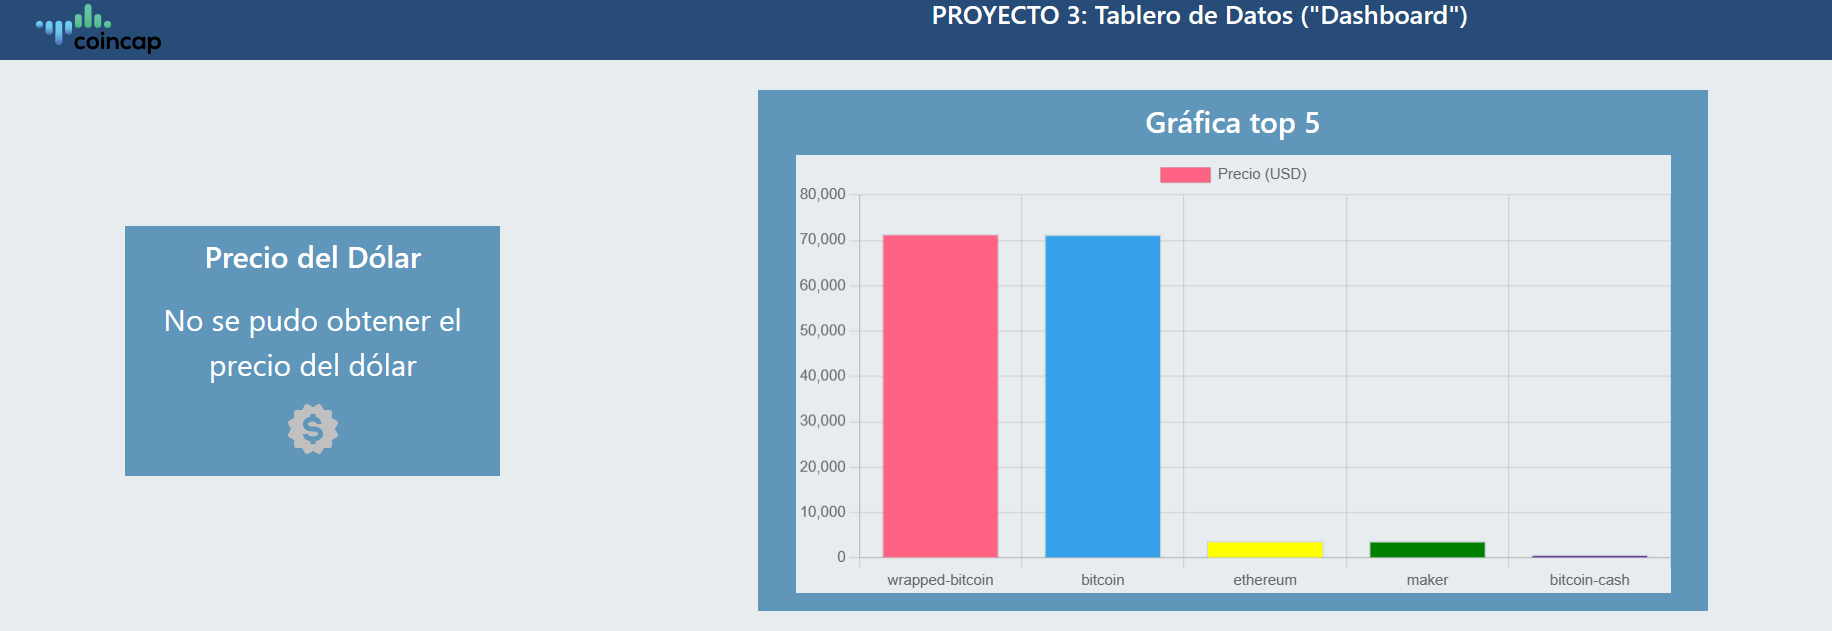 coincap
PROYECTO 3: Tablero de Datos ("Dashboard")
Precio del Dólar
No se pudo obtener el
precio del dólar
$
Gráfica top 5
Precio (USD)
80,000
70,000
60,000
50,000
40,000
30,000
20,000
10,000
0
wrapped-bitcoin
bitcoin
ethereum
maker
bitcoin-cash